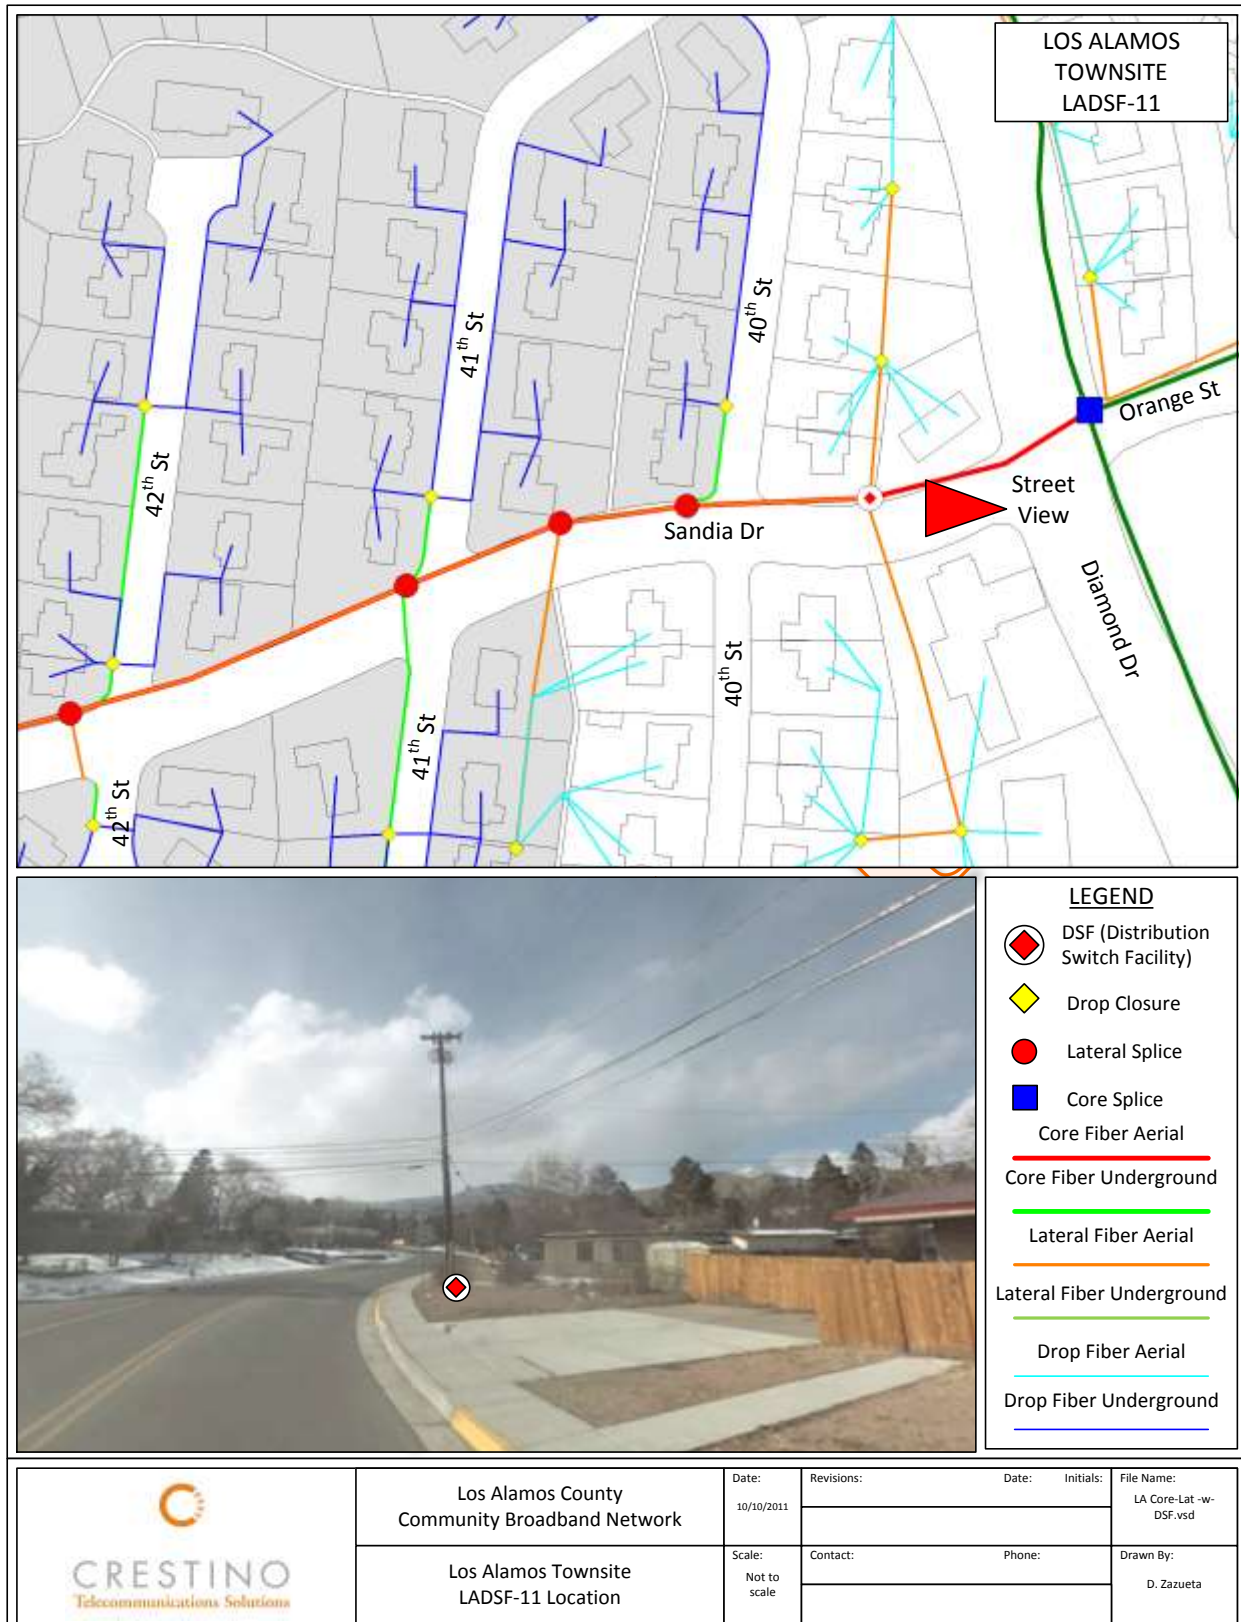 LOS ALAMOS
TOWNSITE
LADSF-11
40th St
41st St
42nd St
Orange St
Street
View
Sandia Dr
Diamond Dr
40th St
41st St
42nd St
LEGEND
DSF (Distribution
Switch Facility)
Drop Closure
Lateral Splice
Core Splice
Core Fiber Aerial
Core Fiber Underground
Lateral Fiber Aerial
Lateral Fiber Underground
Drop Fiber Aerial
Drop Fiber Underground
CRESTINO
Telecommunications Solutions
Los Alamos County
Community Broadband Network
Los Alamos Townsite
LADSF-11 Location
Date:
10/10/2011
Revisions:
Date:
Initials:
File Name:
LA Core-Lat -w-
DSF.vsd
Scale:
Not to
scale
Contact:
Phone:
Drawn By:
D. Zazueta